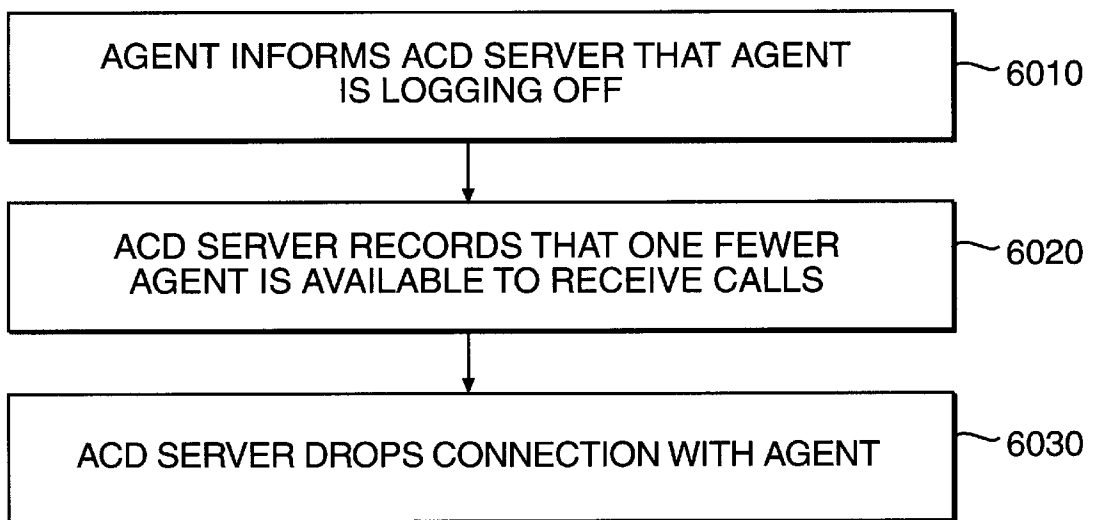 AGENT INFORMS ACD SERVER THAT AGENT
IS LOGGING OFF
6010
ACD SERVER RECORDS THAT ONE FEWER
AGENT IS AVAILABLE TO RECEIVE CALLS
6020
ACD SERVER DROPS CONNECTION WITH AGENT
6030